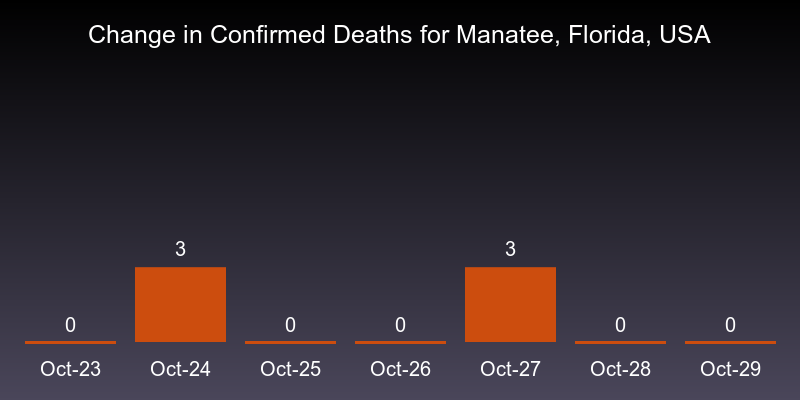 Change in Confirmed Deaths for Manatee, Florida, USA
3 3
0 0 0 0 0
Oct-23 Oct-24 Oct-25 Oct-26 Oct-27 Oct-28 Oct-29